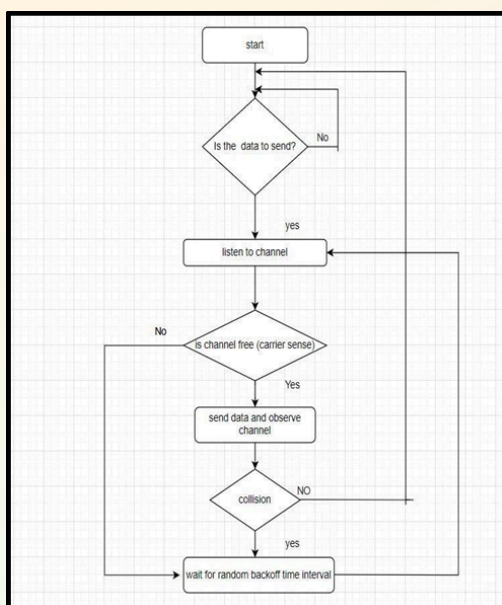 start
Is the data to send?
No
yes
listen to channel
No
is channel free (carrier sense)
Yes
send data and observe
channel
collision
NO
yes
wait for random backoff time interval